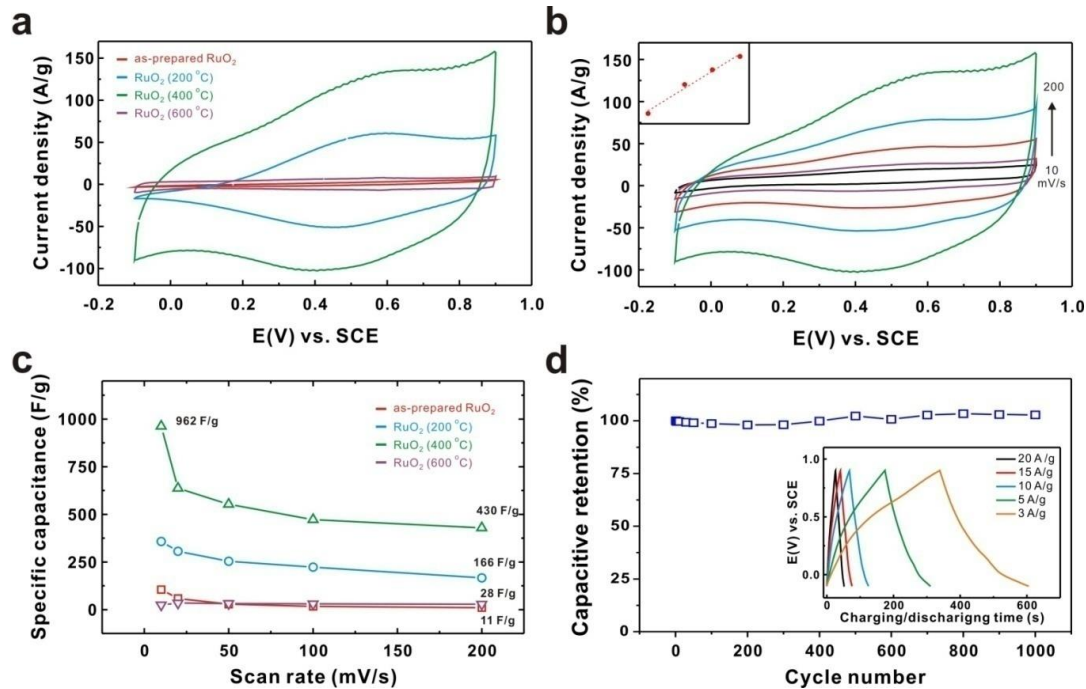 a
Current density (A/g)
150
100
50
0
-50
-100
as-prepared RuO₂
RuO₂ (200 °C)
RuO₂ (400 °C)
RuO₂ (600 °C)
-0.2 0.0 0.2 0.4 0.6 0.8 1.0
E(V) vs. SCE
b
Current density (A/g)
150
100
50
0
-50
-100
200
10
mV/s
-0.2 0.0 0.2 0.4 0.6 0.8 1.0
E(V) vs. SCE
c
Specific capacitance (F/g)
1000
750
500
250
0
962 F/g
as-prepared RuO₂
RuO₂ (200 °C)
RuO₂ (400 °C)
RuO₂ (600 °C)
430 F/g
166 F/g
28 F/g
11 F/g
0 50 100 150 200
Scan rate (mV/s)
d
Capacitive retention (%)
125
100
75
50
25
0
E(V) vs. SCE
1.0
0.5
0.0
20 A/g
15 A/g
10 A/g
5 A/g
3 A/g
0 200 400 600
Charging/discharigng time (s)
0 200 400 600 800 1000
Cycle number